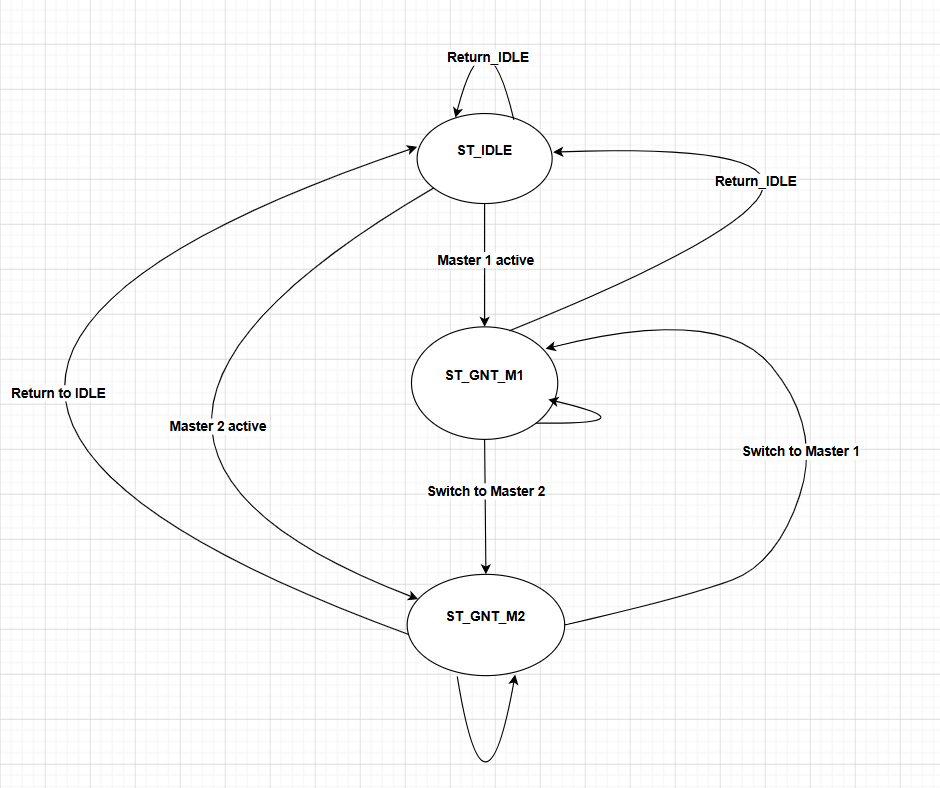 Return_IDLE
ST_IDLE
Return_IDLE
Master 1 active
ST_GNT_M1
Return to IDLE
Master 2 active
Switch to Master 1
Switch to Master 2
ST_GNT_M2